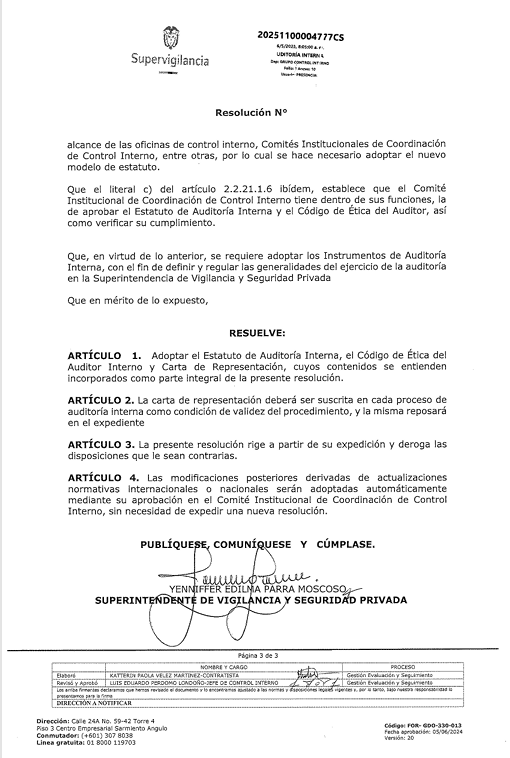 Supervigilancia
20251100004777CS
6/5/2025, 8:05:00 a. r.
UDITORÍA INTERN
Dep: GRUPO CONTROL INTERNO
PRESENCIA
Resolución N°
alcance de las oficinas de control interno, Comités Institucionales de Coordinación
de Control Interno, entre otras, por lo cual se hace necesario adoptar el nuevo
modelo de estatuto.
Que el literal c) del artículo 2.2.21.1.6 ibídem, establece que el Comité
Institucional de Coordinación de Control Interno tiene dentro de sus funciones, la
de aprobar el Estatuto de Auditoría Interna y el Código de Ética del Auditor, así
como verificar su cumplimiento.
Que, en virtud de lo anterior, se requiere adoptar los Instrumentos de Auditoría
Interna, con el fin de definir y regular las generalidades del ejercicio de la auditoría
en la Superintendencia de Vigilancia y Seguridad Privada
Que en mérito de lo expuesto,
RESUELVE:
ARTÍCULO 1. Adoptar el Estatuto de Auditoría Interna, el Código de Ética del
Auditor Interno y Carta de Representación, cuyos contenidos se entienden
incorporados como parte integral de la presente resolución.
ARTÍCULO 2. La carta de representación deberá ser suscrita en cada proceso de
auditoría interna como condición de validez del procedimiento, y la misma reposará
en el expediente
ARTÍCULO 3. La presente resolución rige a partir de su expedición y deroga las
disposiciones que le sean contrarias.
ARTÍCULO 4. Las modificaciones posteriores derivadas de actualizaciones
normativas internacionales o nacionales serán adoptadas automáticamente
mediante su aprobación en el Comité Institucional de Coordinación de Control
Interno, sin necesidad de expedir una nueva resolución.
PUBLÍQUESE, COMUNÍQUESE Y CÚMPLASE.
YENNIFFER EDILMA PARRA MOSCOSO
SUPERINTENDENTE DE VIGILANCIA Y SEGURIDAD PRIVADA
Página 3 de 3
NOMBRE Y CARGO PROCESO
Elaboró KATTERIN PAOLA VELEZ MARTINEZ-CONTRATISTA Gestión Evaluación y Seguimiento
Revisó y Aprobó LUIS EDUARDO PERDOMO LONDOÑO-JEFE DE CONTROL INTERNO Gestión Evaluación y Seguimiento
Los arriba firmantes declaramos que hemos revisado el documento y lo encontramos ajustado a las normas y disposiciones legales vigentes y, por lo tanto, bajo nuestra responsabilidad lo
presentamos para la firma
DIRECCIÓN A NOTIFICAR
Dirección: Calle 24A No. 59-42 Torre 4
Piso 3 Centro Empresarial Sarmiento Angulo
Conmutador: (+601) 307 8038
Línea gratuita: 01 8000 119703
Código: FOR- GDO-330-013
Fecha aprobación: 05/06/2024
Versión: 20